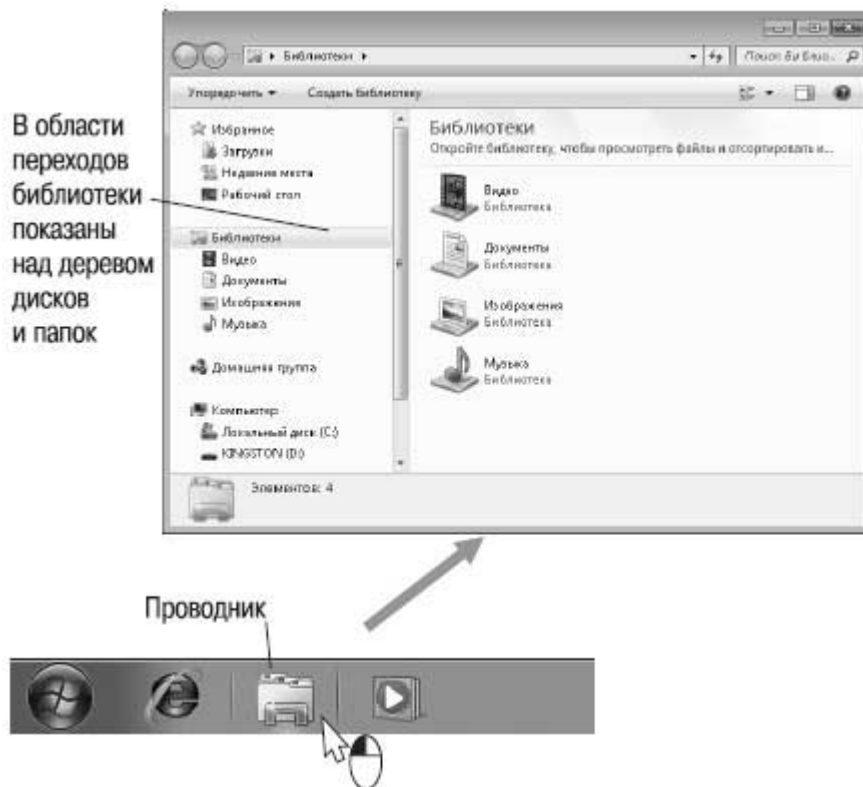 Библиотеки
Поиск: Библио...
Упорядочить
Создать библиотеку
В области
переходов
библиотеки
показаны
над деревом
дисков
и папок
Избранное
Загрузки
Недавние места
Рабочий стол
Библиотеки
Видео
Документы
Изображения
Музыка
Домашняя группа
Компьютер
Локальный диск (C:)
KINGSTON (D:)
Библиотеки
Откройте библиотеку, чтобы просмотреть файлы и отсортировать и...
Видео
Библиотека
Документы
Библиотека
Изображения
Библиотека
Музыка
Библиотека
Элементов: 4
Проводник